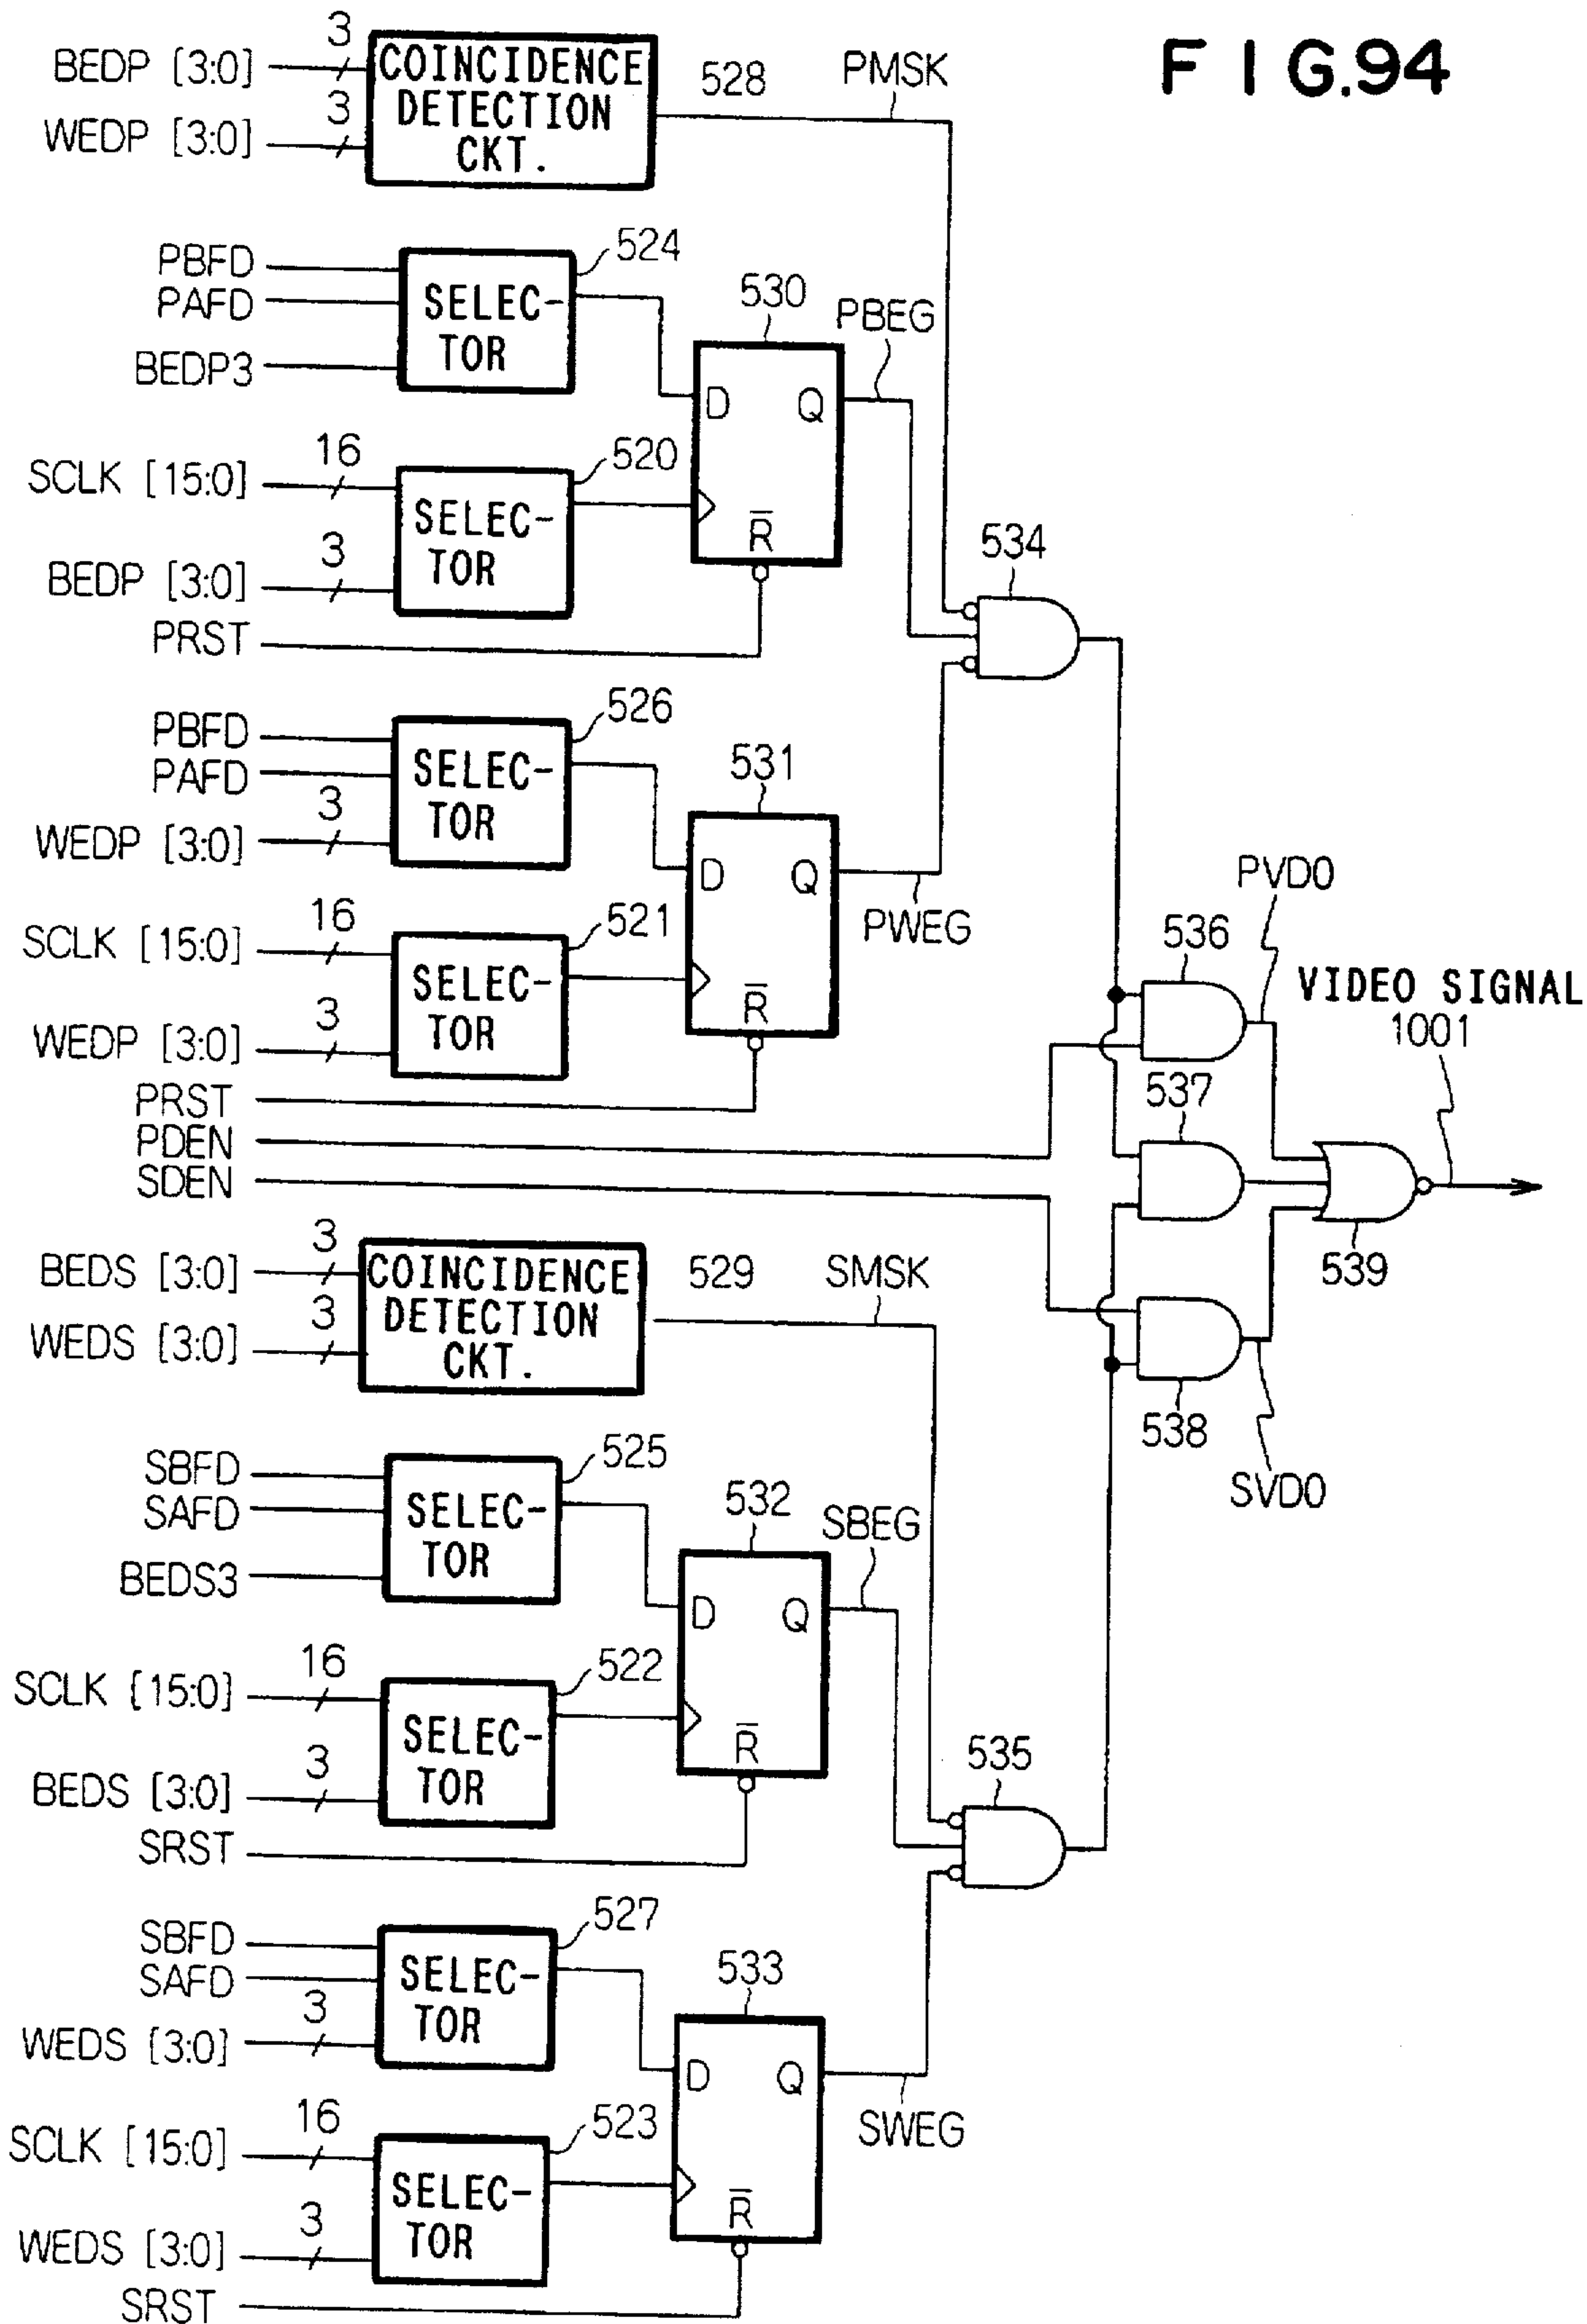 FIG.94
BEDP [3:0]
3
WEDP [3:0]
3
COINCIDENCE
DETECTION
CKT.
528
PMSK
PBFD
PAFD
BEDP3
SELEC-
TOR
524
530
PBEG
D
Q
R̅
SCLK [15:0]
16
BEDP [3:0]
3
SELEC-
TOR
520
PRST
534
PBFD
PAFD
WEDP [3:0]
3
SELEC-
TOR
526
531
D
Q
R̅
PWEG
SCLK [15:0]
16
WEDP [3:0]
3
SELEC-
TOR
521
PRST
PDEN
SDEN
536
PVD0
VIDEO SIGNAL
1001
537
539
538
SVD0
BEDS [3:0]
3
WEDS [3:0]
3
COINCIDENCE
DETECTION
CKT.
529
SMSK
SBFD
SAFD
BEDS3
SELEC-
TOR
525
532
SBEG
D
Q
R̅
SCLK [15:0]
16
BEDS [3:0]
3
SELEC-
TOR
522
SRST
535
SBFD
SAFD
WEDS [3:0]
3
SELEC-
TOR
527
533
D
Q
R̅
SWEG
SCLK [15:0]
16
WEDS [3:0]
3
SELEC-
TOR
523
SRST